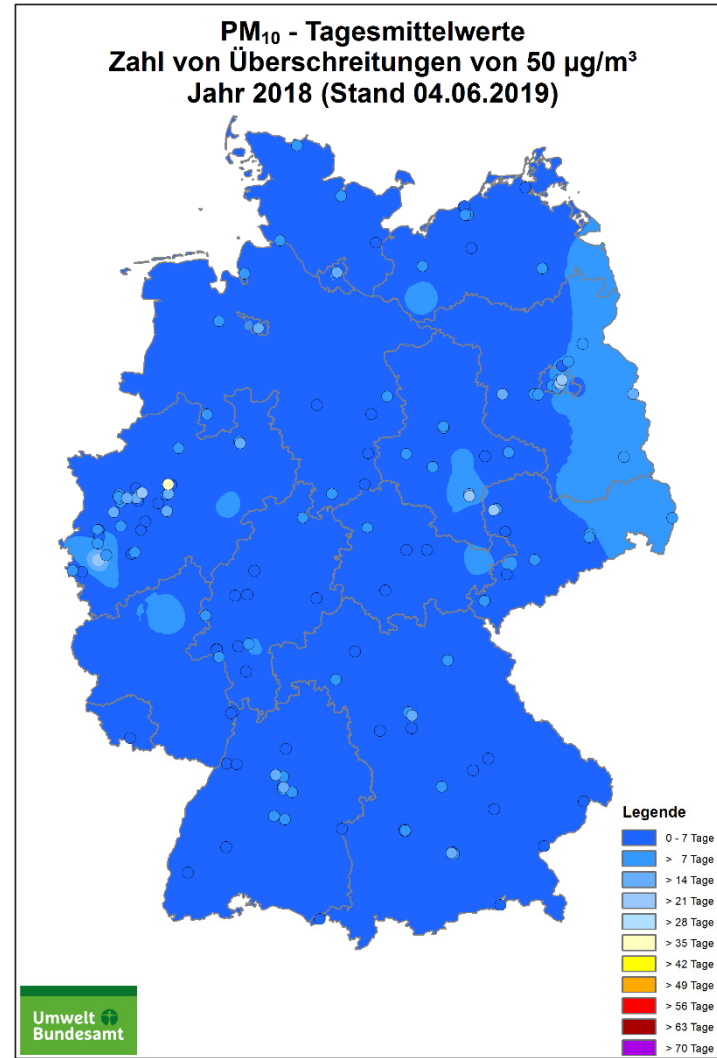 PM₁₀ - Tagesmittelwerte
Zahl von Überschreitungen von 50 µg/m³
Jahr 2018 (Stand 04.06.2019)
Legende
0 - 7 Tage
> 7 Tage
> 14 Tage
> 21 Tage
> 28 Tage
> 35 Tage
> 42 Tage
> 49 Tage
> 56 Tage
> 63 Tage
> 70 Tage
Umwelt
Bundesamt